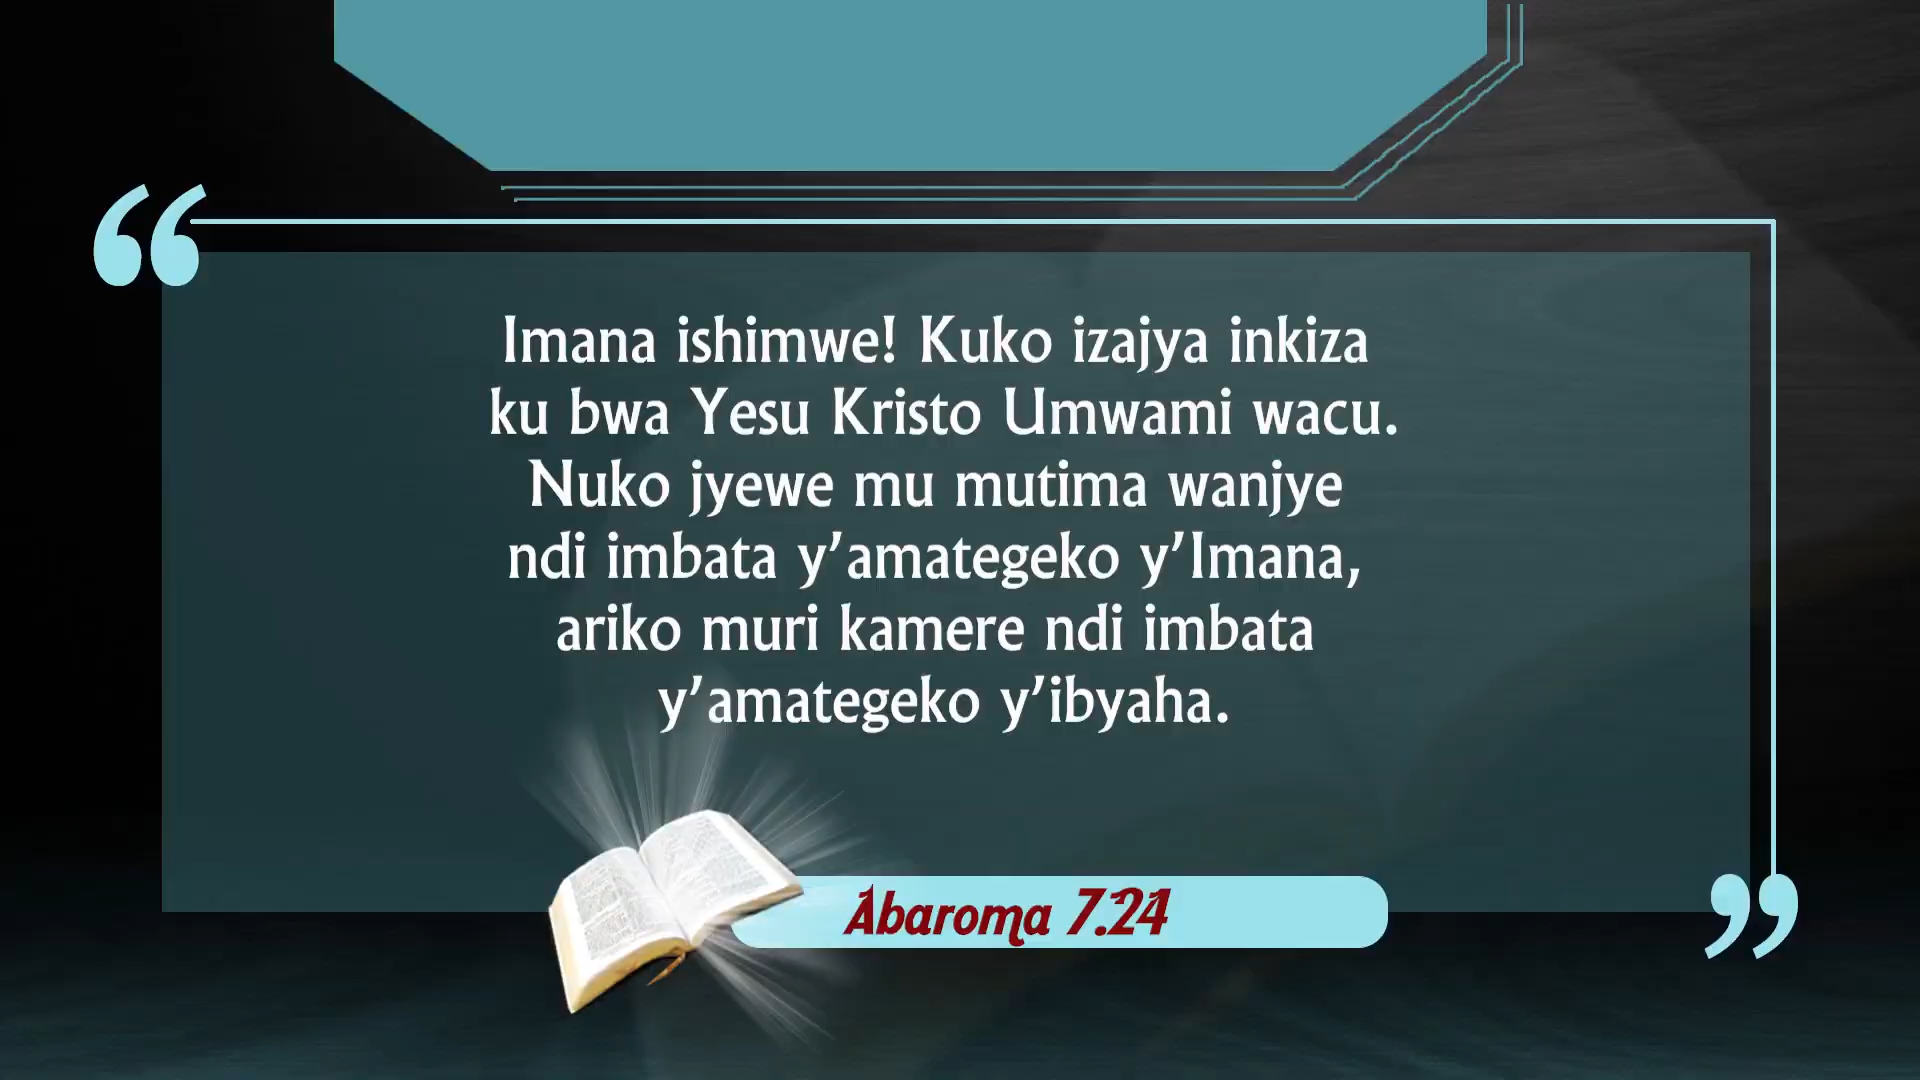 Imana ishimwe! Kuko izajya inkiza
ku bwa Yesu Kristo Umwami wacu.
Nuko jyewe mu mutima wanjye
ndi imbata y’amategeko y’Imana,
ariko muri kamere ndi imbata
y’amategeko y’ibyaha.
Abaroma 7.24